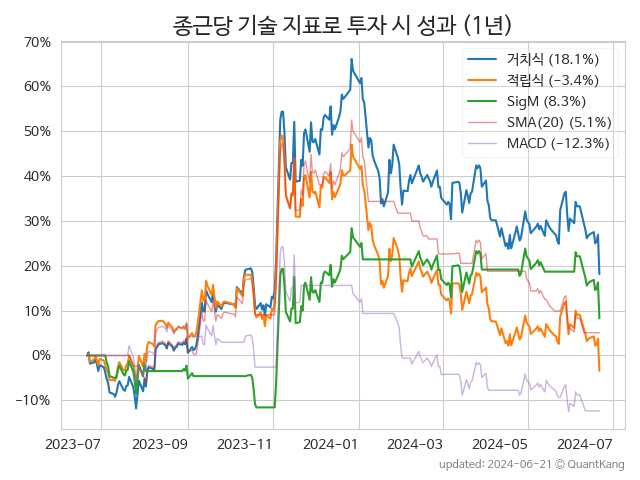 종근당 기술 지표로 투자 시 성과 (1년)
70%
60%
50%
40%
30%
20%
10%
0%
−10%
거치식 (18.1%)
적립식 (−3.4%)
SigM (8.3%)
SMA(20) (5.1%)
MACD (−12.3%)
2023-07 2023-09 2023-11 2024-01 2024-03 2024-05 2024-07
updated: 2024-06-21 ⓒ QuantKang